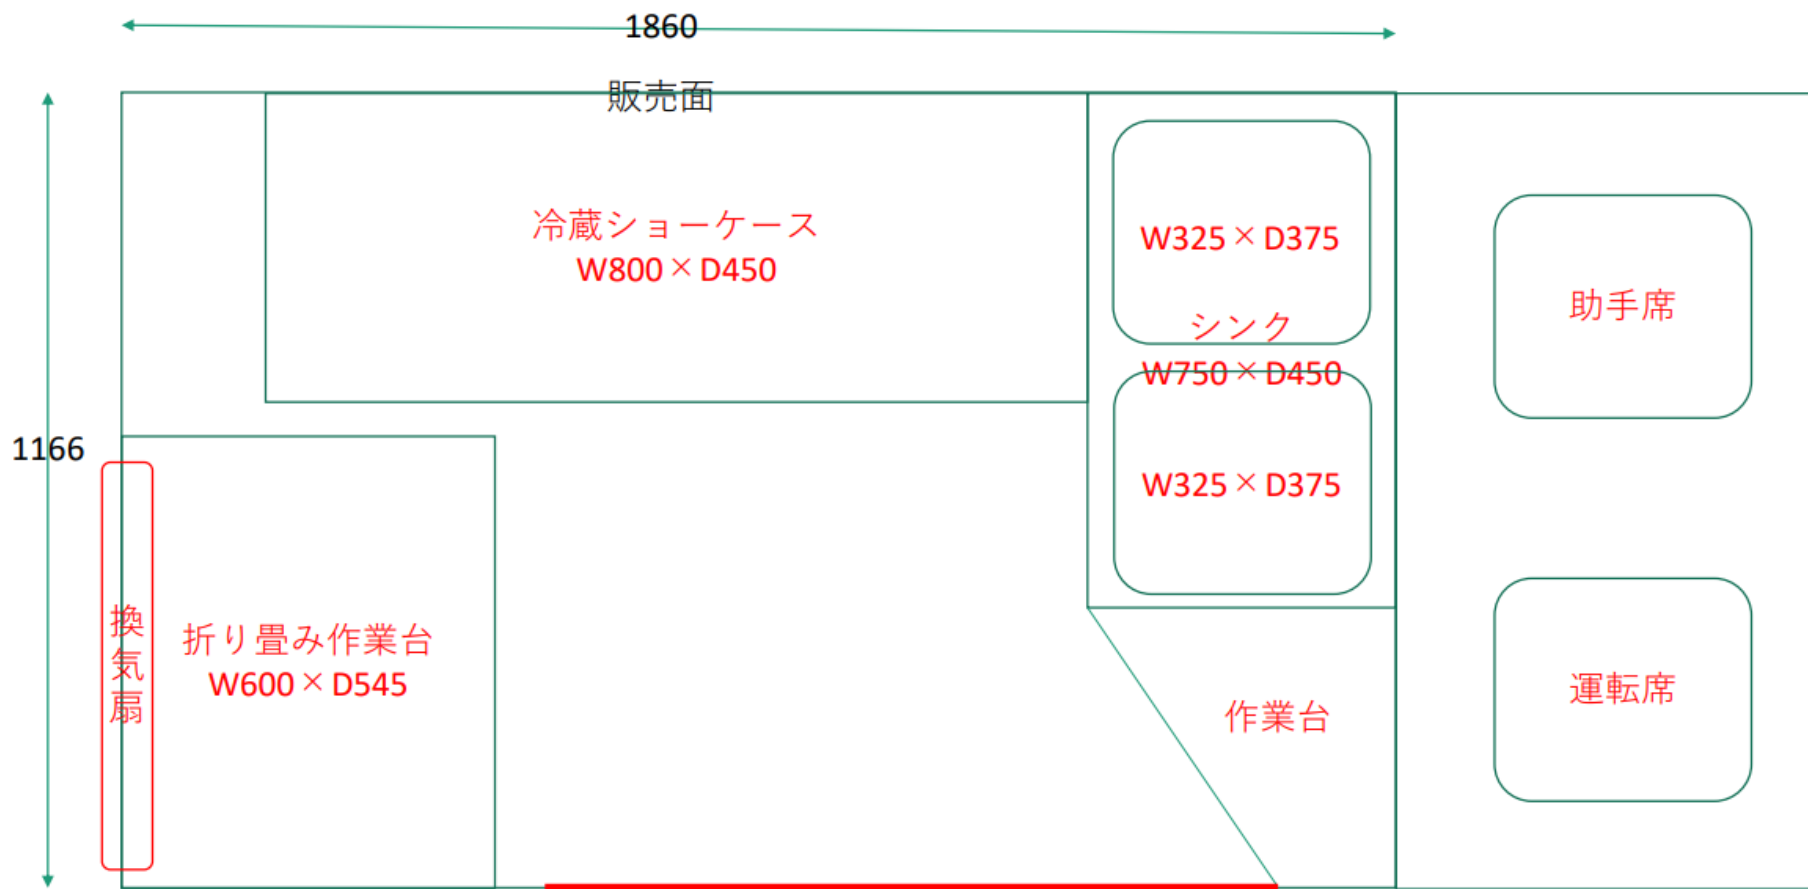 1860
販売面
冷蔵ショーケース
W800×D450
W325×D375
シンク
W750×D450
W325×D375
助手席
1166
換気扇
折り畳み作業台
W600×D545
作業台
運転席